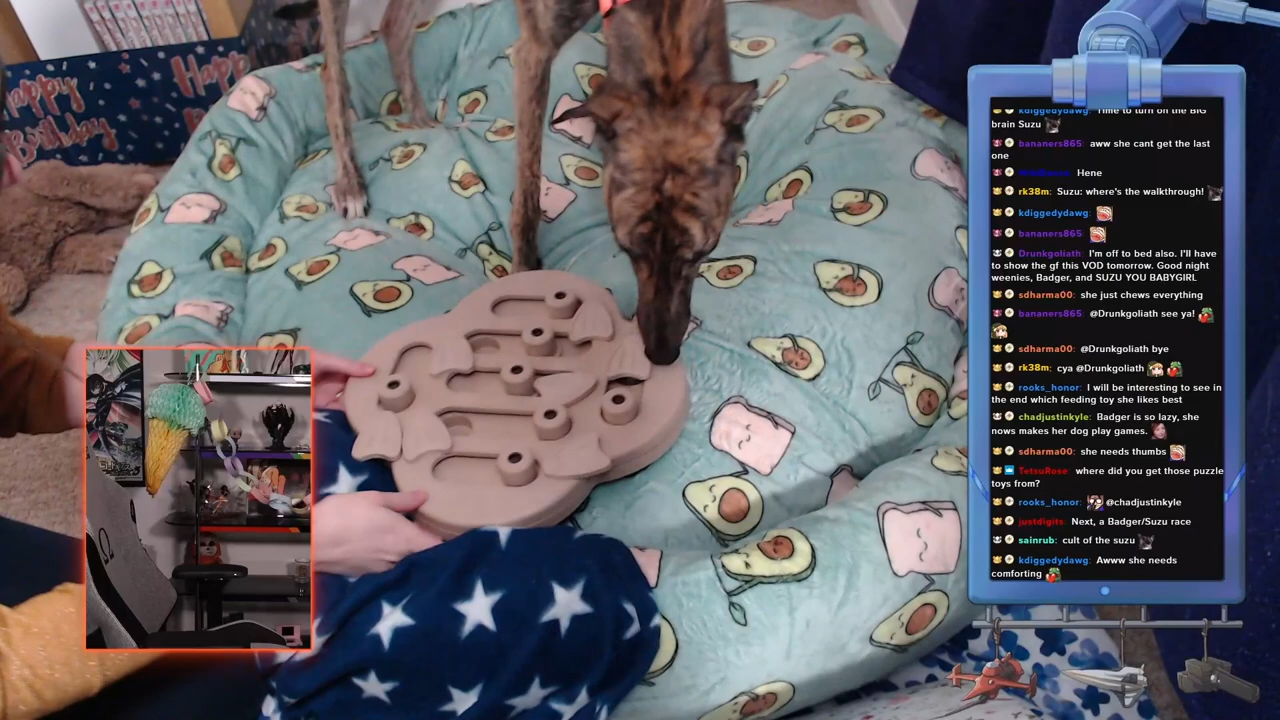 Happy
Birthday
Happ
kdiggedydawg: Time to turn on the BIG
brain Suzu
bananers865: aww she cant get the last
one
Hene
rk38m: Suzu: where's the walkthrough!
kdiggedydawg:
bananers865:
Drunkgoliath: I'm off to bed also. I'll have
to show the gf this VOD tomorrow. Good night
weenies, Badger, and SUZU YOU BABYGIRL
sdharma00: she just chews everything
bananers865: @Drunkgoliath see ya!
sdharma00: @Drunkgoliath bye
rk38m: cya @Drunkgoliath
rooks_honor: I will be interesting to see in
the end which feeding toy she likes best
chadjustinkyle: Badger is so lazy, she
nows makes her dog play games.
sdharma00: she needs thumbs
TetsuRose: where did you get those puzzle
toys from?
rooks_honor: @chadjustinkyle
justdigits: Next, a Badger/Suzu race
sainrub: cult of the suzu
kdiggedydawg: Awww she needs
comforting